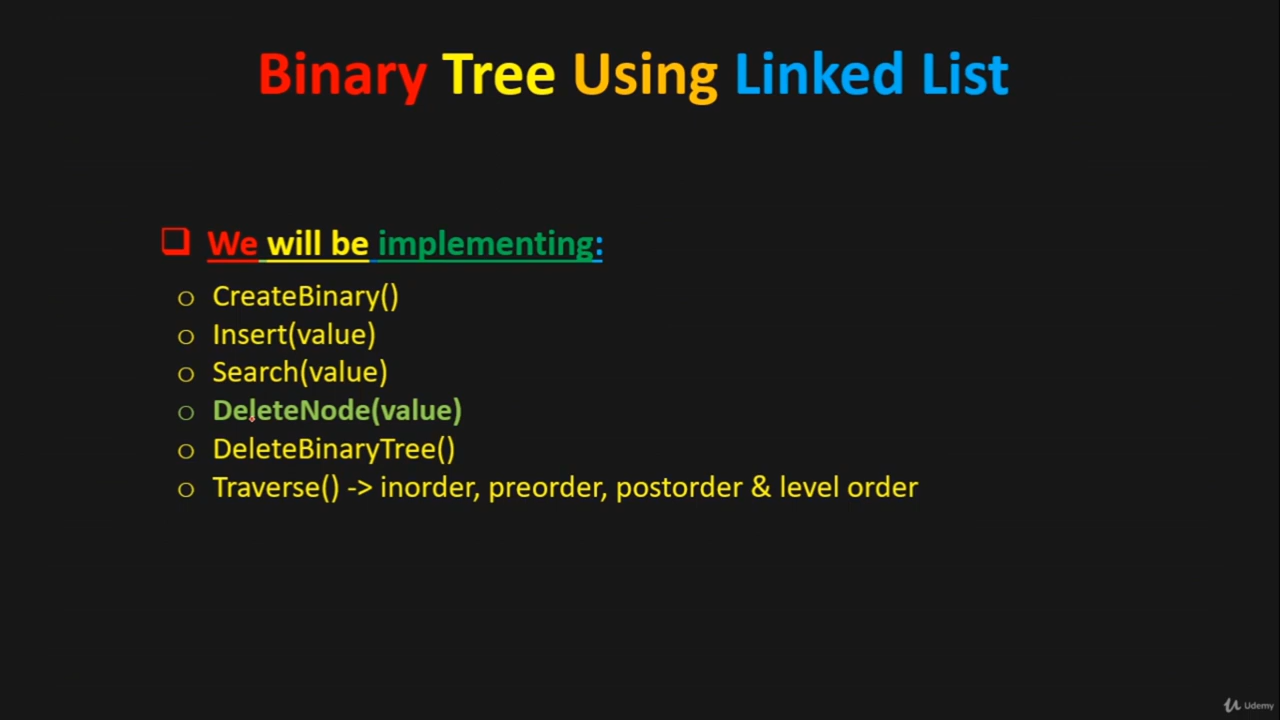 Binary Tree Using Linked List
We will be implementing:
CreateBinary()
Insert(value)
Search(value)
DeleteNode(value)
DeleteBinaryTree()
Traverse() -> inorder, preorder, postorder & level order
Udemy